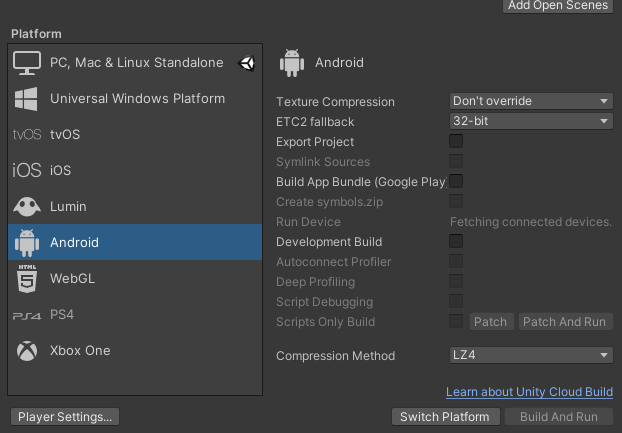 Add Open Scenes
Platform
PC, Mac & Linux Standalone
Universal Windows Platform
tvOS tvOS
iOS iOS
Lumin
Android
HTML 5 WebGL
PS4 PS4
Xbox One
Player Settings...
Android
Texture Compression Don't override
ETC2 fallback 32-bit
Export Project
Symlink Sources
Build App Bundle (Google Play)
Create symbols.zip
Run Device Fetching connected devices.
Development Build
Autoconnect Profiler
Deep Profiling
Script Debugging
Scripts Only Build Patch Patch And Run
Compression Method LZ4
Learn about Unity Cloud Build
Switch Platform Build And Run